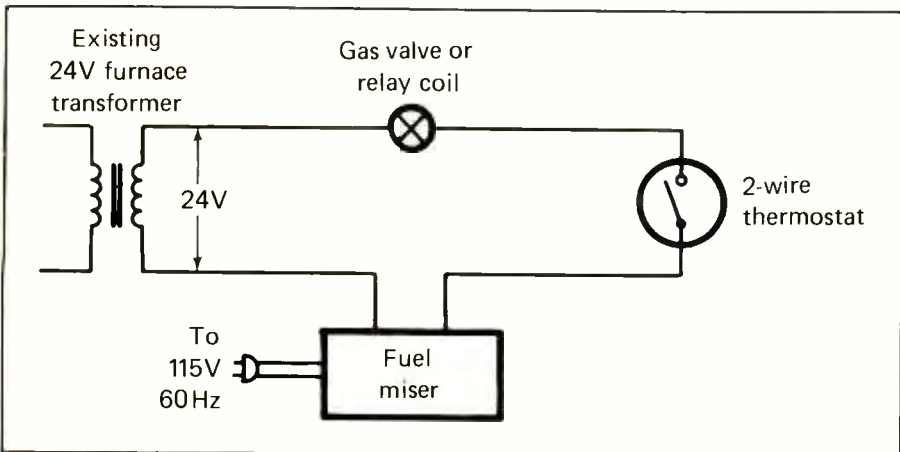 Existing
24V furnace
transformer
Gas valve or
relay coil
24V
2-wire
thermostat
To
115V
60Hz
Fuel
miser